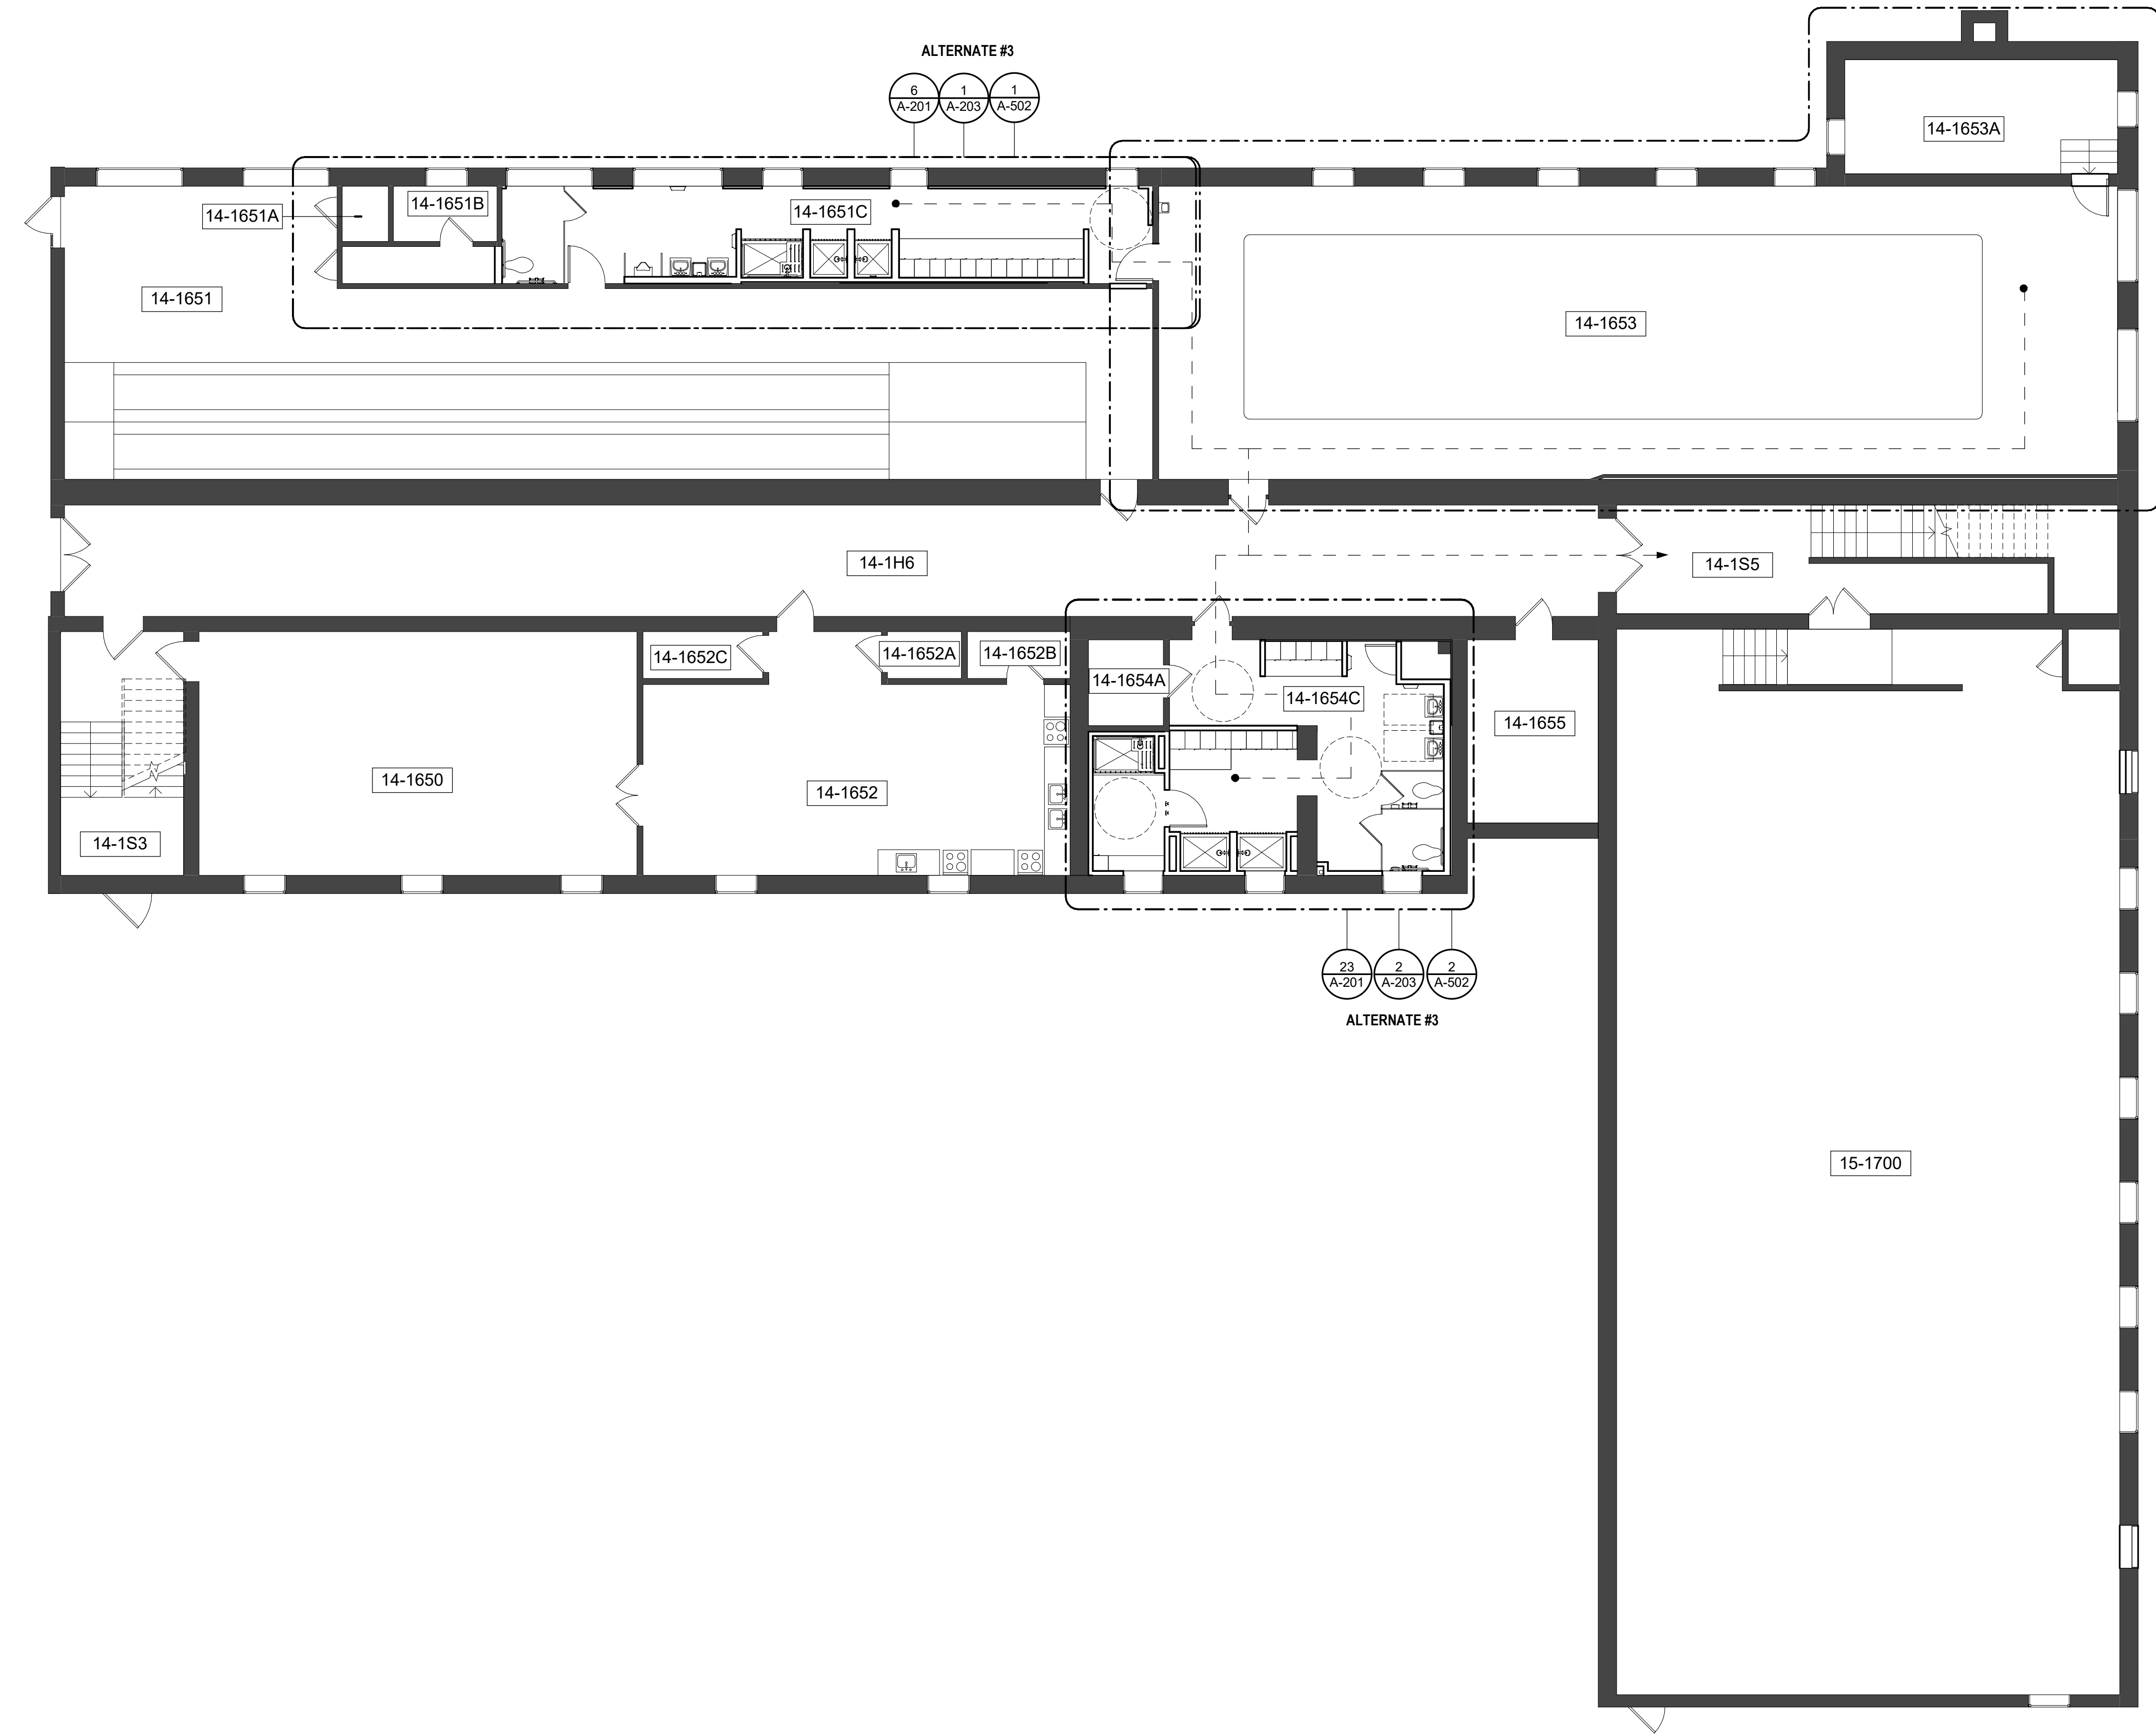 ALTERNATE #3
6 1 1
A-201 A-203 A-502
14-1653A
14-1651A
14-1651B
14-1651C
14-1651
14-1653
14-1H6
14-1S5
14-1652C
14-1652A
14-1652B
14-1654A
14-1654C
14-1655
14-1650
14-1652
14-1S3
23 2 2
A-201 A-203 A-502
ALTERNATE #3
15-1700